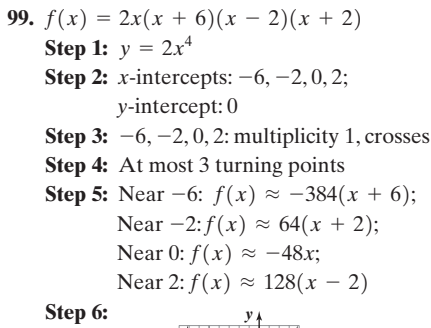 99. f(x) = 2x(x + 6)(x − 2)(x + 2)
Step 1: y = 2x⁴
Step 2: x-intercepts: −6, −2, 0, 2;
y-intercept: 0
Step 3: −6, −2, 0, 2: multiplicity 1, crosses
Step 4: At most 3 turning points
Step 5: Near −6: f(x) ≈ −384(x + 6);
Near −2: f(x) ≈ 64(x + 2);
Near 0: f(x) ≈ −48x;
Near 2: f(x) ≈ 128(x − 2)
Step 6:
y